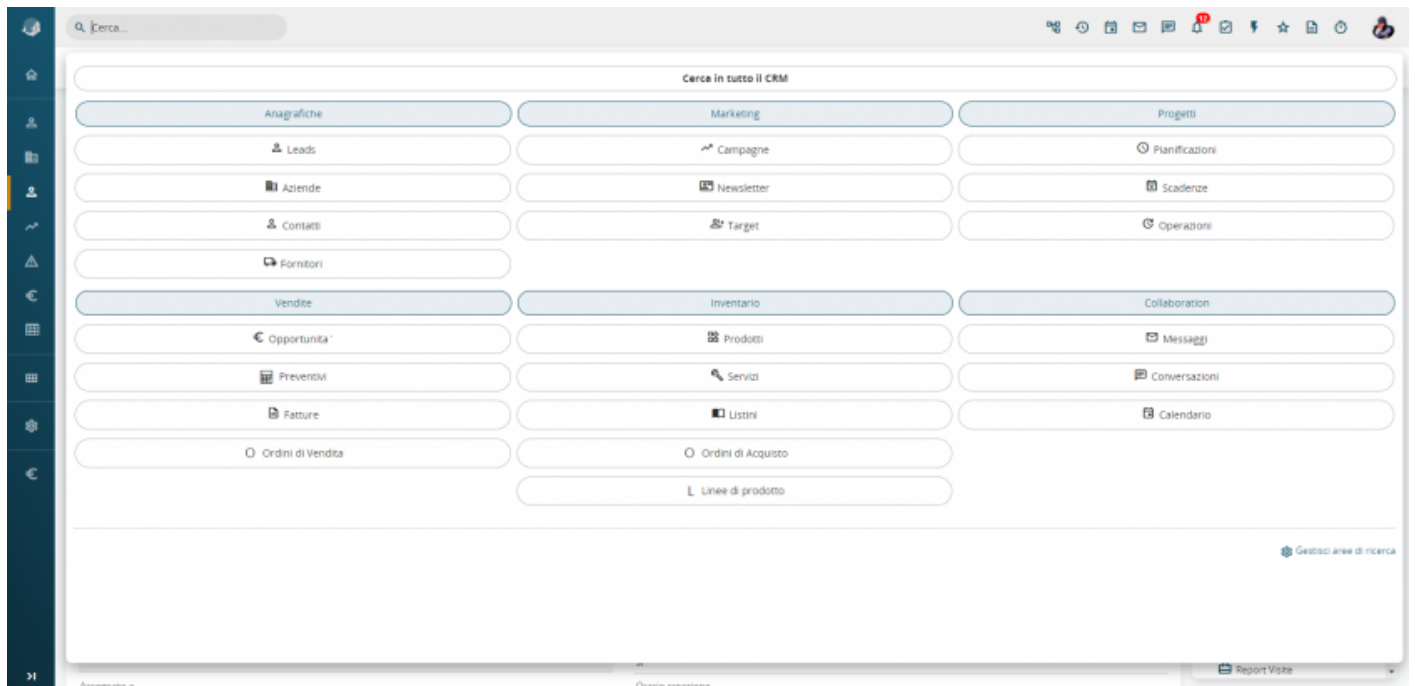 Cerca...
12
Cerca in tutto il CRM
Anagrafiche
Marketing
Progetti
Leads
Campagne
Pianificazioni
Aziende
Newsletter
Scadenze
Contatti
Target
Operazioni
Fornitori
Vendite
Inventario
Collaboration
Opportunita`
Prodotti
Messaggi
Preventivi
Servizi
Conversazioni
Fatture
Listini
Calendario
O Ordini di Vendita
O Ordini di Acquisto
L Linee di prodotto
Gestisci aree di ricerca
Report Visite